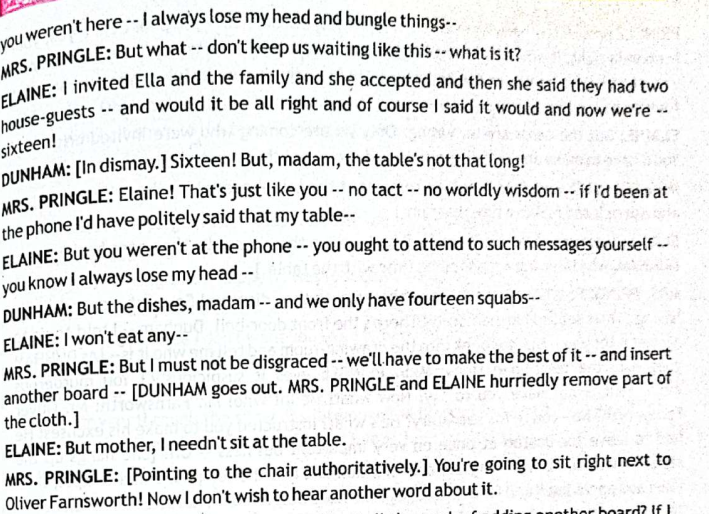 you weren't here -- I always lose my head and bungle things--
MRS. PRINGLE: But what -- don't keep us waiting like this -- what is it?
ELAINE: I invited Ella and the family and she accepted and then she said they had two
house-guests -- and would it be all right and of course I said it would and now we're --
sixteen!
DUNHAM: [In dismay.] Sixteen! But, madam, the table's not that long!
MRS. PRINGLE: Elaine! That's just like you -- no tact -- no worldly wisdom -- if I'd been at
the phone I'd have politely said that my table--
ELAINE: But you weren't at the phone -- you ought to attend to such messages yourself --
you know I always lose my head --
DUNHAM: But the dishes, madam -- and we only have fourteen squabs--
ELAINE: I won't eat any--
MRS. PRINGLE: But I must not be disgraced -- we'll have to make the best of it -- and insert
another board -- [DUNHAM goes out. MRS. PRINGLE and ELAINE hurriedly remove part of
the cloth.]
ELAINE: But mother, I needn't sit at the table.
MRS. PRINGLE: [Pointing to the chair authoritatively.] You're going to sit right next to
Oliver Farnsworth! Now I don't wish to hear another word about it.
adding another board? If I